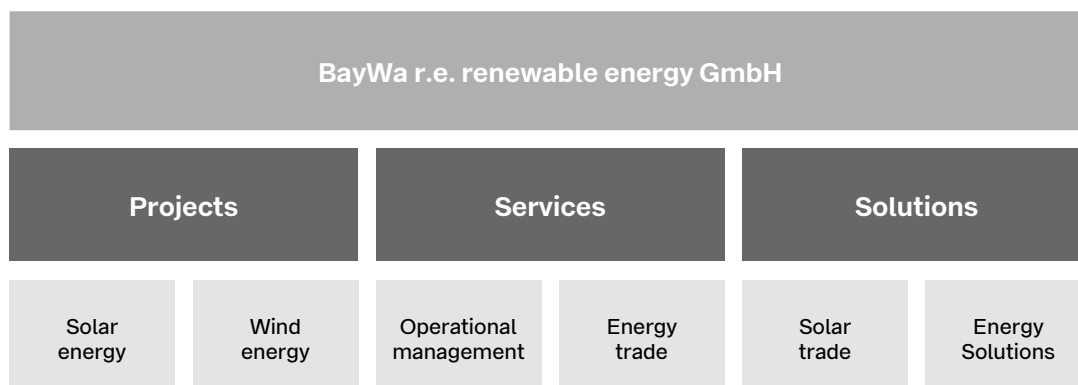 BayWa r.e. renewable energy GmbH
Projects
Services
Solutions
Solar
energy
Wind
energy
Operational
management
Energy
trade
Solar
trade
Energy
Solutions